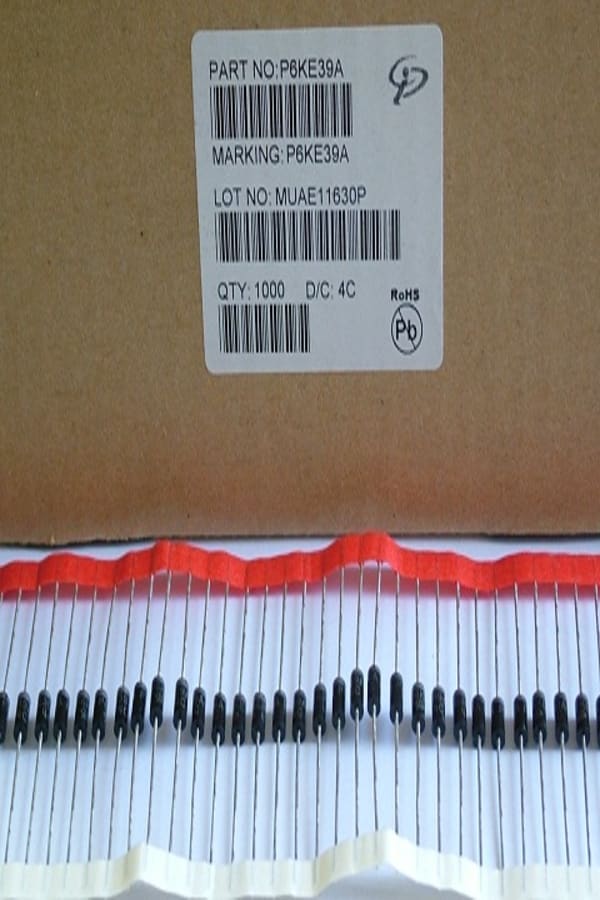 PART NO:P6KE39A
MARKING: P6KE39A
LOT NO: MUAE11630P
QTY: 1000 D/C: 4C
RoHS
Pb